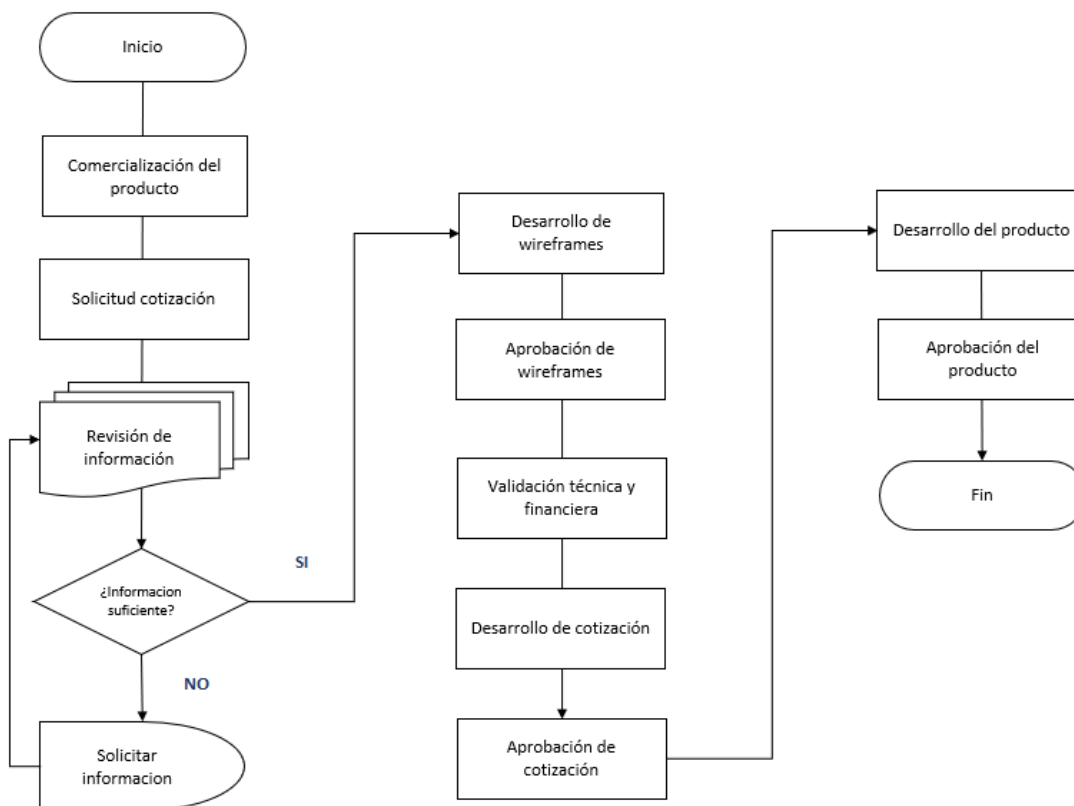 Inicio
Comercialización del
producto
Solicitud cotización
Revisión de
información
¿Informacion
suficiente?
SI
NO
Solicitar
informacion
Desarrollo de
wireframes
Aprobación de
wireframes
Validación técnica y
financiera
Desarrollo de cotización
Aprobación de
cotización
Desarrollo del producto
Aprobación del
producto
Fin